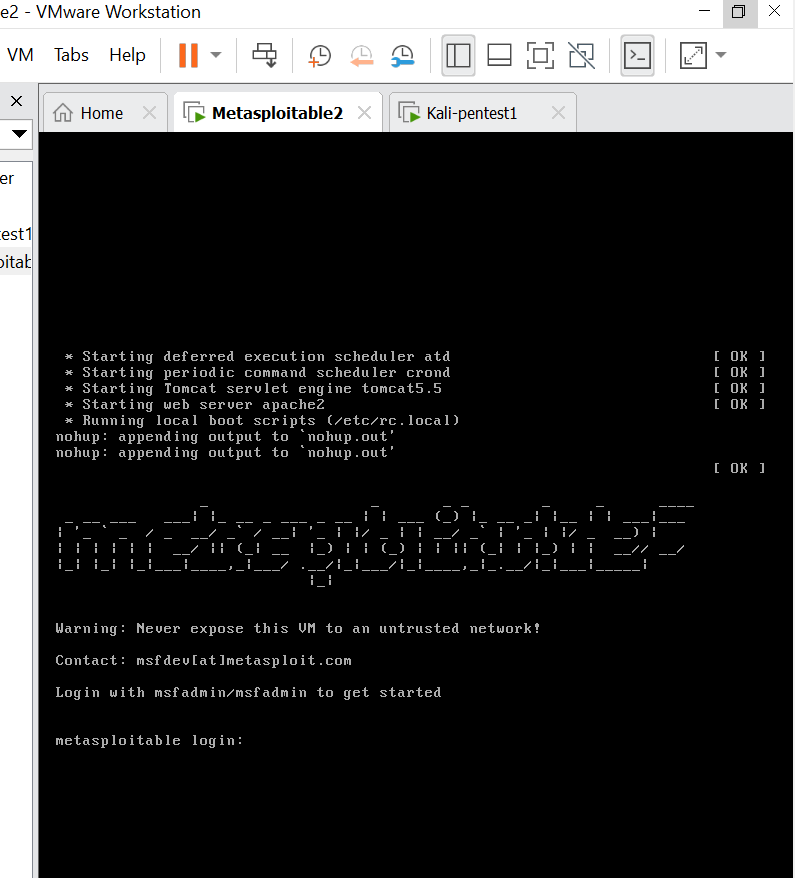 e2 - VMware Workstation
VM Tabs Help
Home Metasploitable2 Kali-pentest1
er
test1
oitab
* Starting deferred execution scheduler atd [ OK ]
* Starting periodic command scheduler crond [ OK ]
* Starting Tomcat servlet engine tomcat5.5 [ OK ]
* Starting web server apache2 [ OK ]
* Running local boot scripts (/etc/rc.local)
nohup: appending output to `nohup.out'
nohup: appending output to `nohup.out'
[ OK ]
metasploitable2
Warning: Never expose this VM to an untrusted network!
Contact: msfdev[at]metasploit.com
Login with msfadmin/msfadmin to get started
metasploitable login: